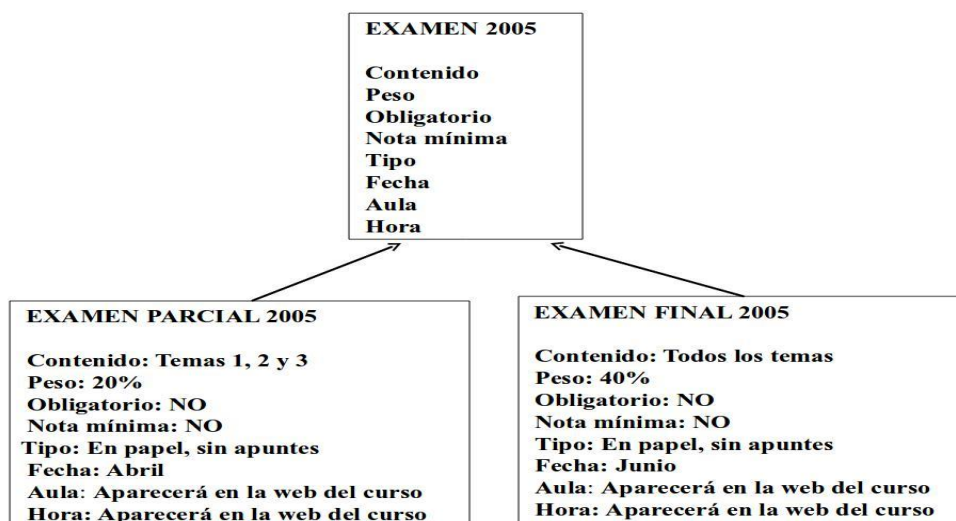 EXAMEN 2005
Contenido
Peso
Obligatorio
Nota mínima
Tipo
Fecha
Aula
Hora
EXAMEN PARCIAL 2005
Contenido: Temas 1, 2 y 3
Peso: 20%
Obligatorio: NO
Nota mínima: NO
Tipo: En papel, sin apuntes
Fecha: Abril
Aula: Aparecerá en la web del curso
Hora: Aparecerá en la web del curso
EXAMEN FINAL 2005
Contenido: Todos los temas
Peso: 40%
Obligatorio: NO
Nota mínima: NO
Tipo: En papel, sin apuntes
Fecha: Junio
Aula: Aparecerá en la web del curso
Hora: Aparecerá en la web del curso